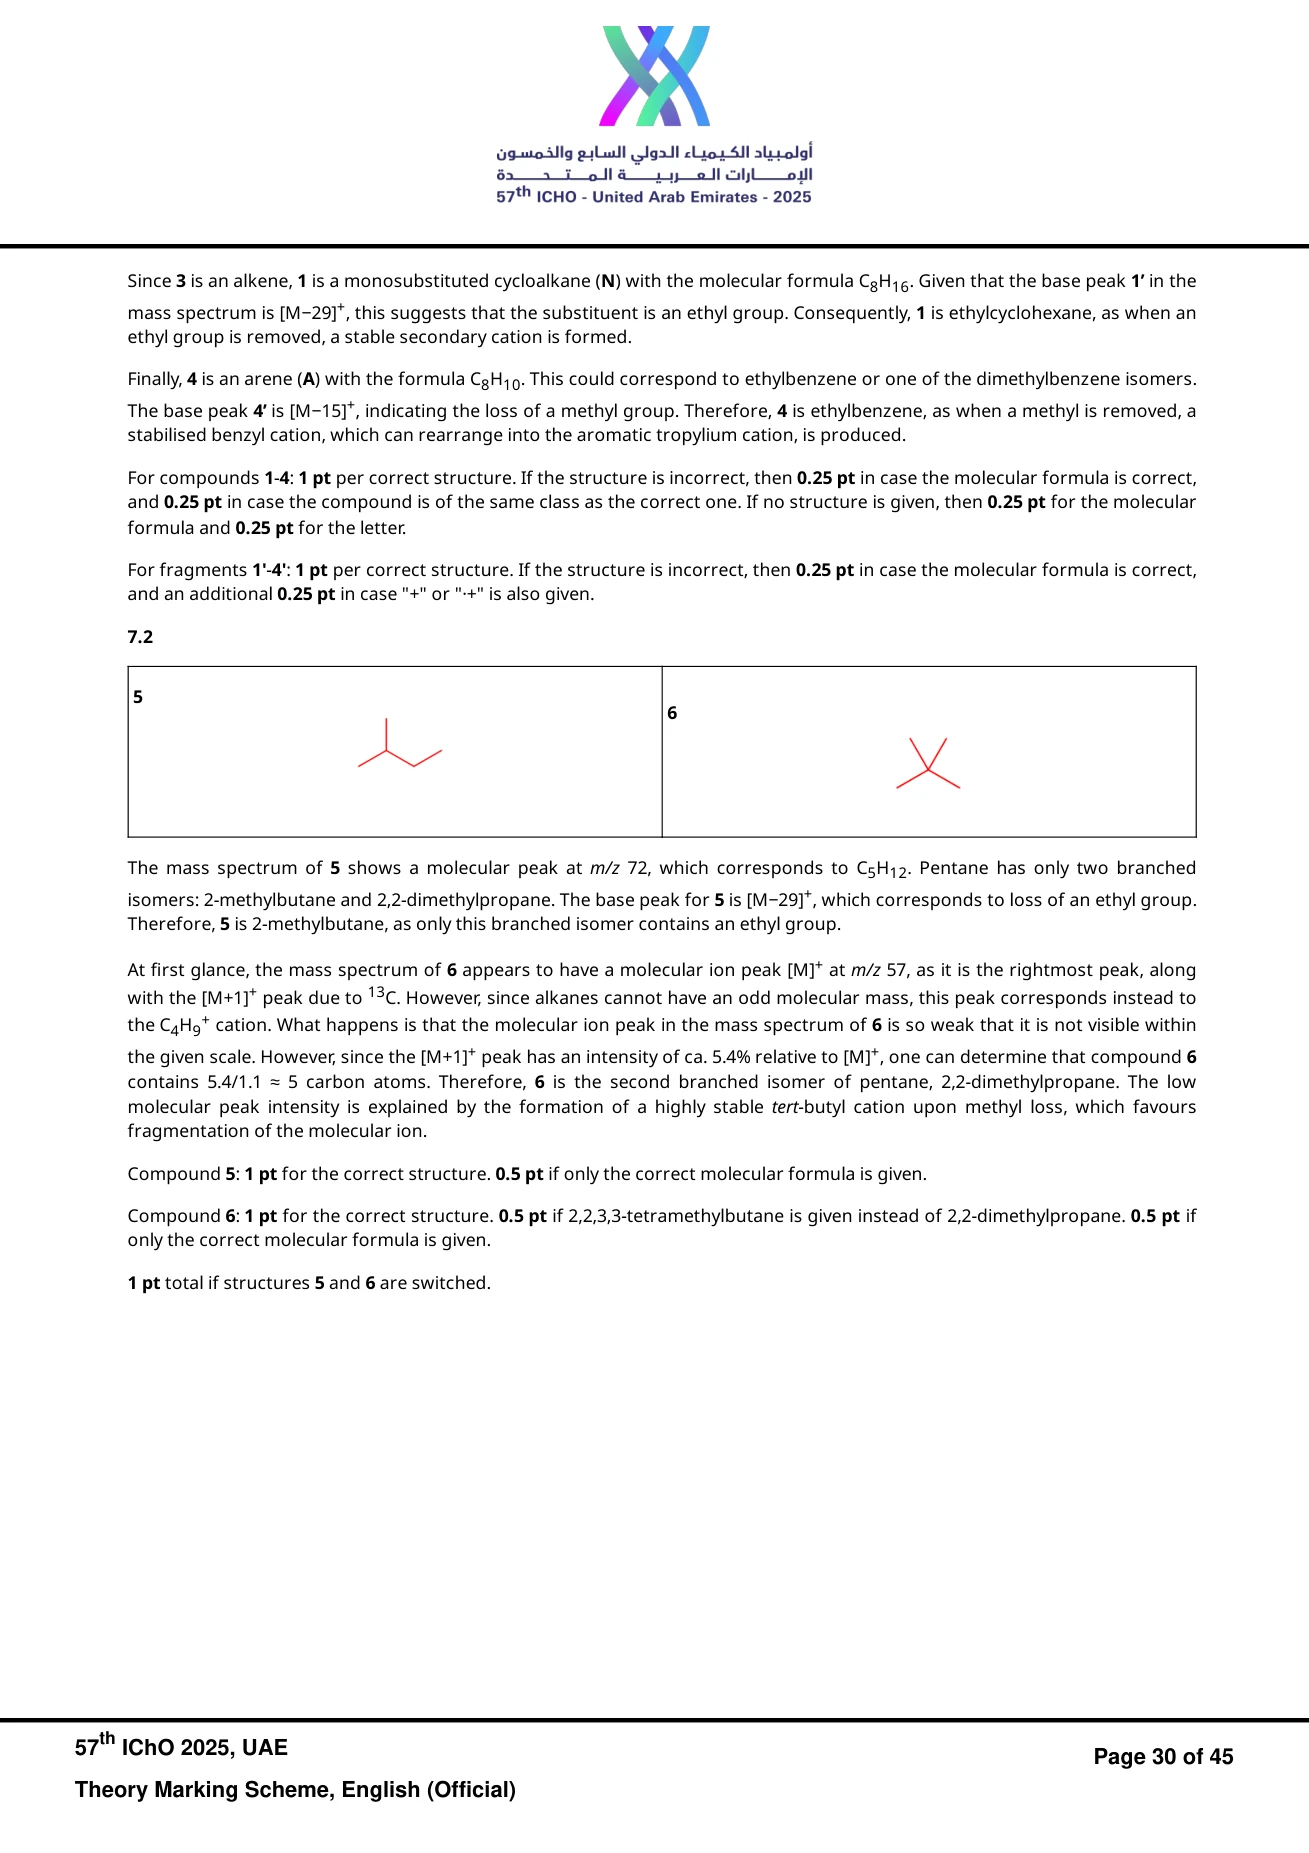 أولمبياد الكيمياء الدولي السابع والخمسون
الإمـــــارات العـــربيـــــة المـــتـــحـــدة
57th ICHO - United Arab Emirates - 2025
Since 3 is an alkene, 1 is a monosubstituted cycloalkane (N) with the molecular formula C8H16. Given that the base peak 1’ in the
mass spectrum is [M−29]+, this suggests that the substituent is an ethyl group. Consequently, 1 is ethylcyclohexane, as when an
ethyl group is removed, a stable secondary cation is formed.
Finally, 4 is an arene (A) with the formula C8H10. This could correspond to ethylbenzene or one of the dimethylbenzene isomers.
The base peak 4’ is [M−15]+, indicating the loss of a methyl group. Therefore, 4 is ethylbenzene, as when a methyl is removed, a
stabilised benzyl cation, which can rearrange into the aromatic tropylium cation, is produced.
For compounds 1-4: 1 pt per correct structure. If the structure is incorrect, then 0.25 pt in case the molecular formula is correct,
and 0.25 pt in case the compound is of the same class as the correct one. If no structure is given, then 0.25 pt for the molecular
formula and 0.25 pt for the letter.
For fragments 1'-4': 1 pt per correct structure. If the structure is incorrect, then 0.25 pt in case the molecular formula is correct,
and an additional 0.25 pt in case "+" or "·+" is also given.
7.2
5
6
The mass spectrum of 5 shows a molecular peak at m/z 72, which corresponds to C5H12. Pentane has only two branched
isomers: 2-methylbutane and 2,2-dimethylpropane. The base peak for 5 is [M−29]+, which corresponds to loss of an ethyl group.
Therefore, 5 is 2-methylbutane, as only this branched isomer contains an ethyl group.
At first glance, the mass spectrum of 6 appears to have a molecular ion peak [M]+ at m/z 57, as it is the rightmost peak, along
with the [M+1]+ peak due to 13C. However, since alkanes cannot have an odd molecular mass, this peak corresponds instead to
the C4H9+ cation. What happens is that the molecular ion peak in the mass spectrum of 6 is so weak that it is not visible within
the given scale. However, since the [M+1]+ peak has an intensity of ca. 5.4% relative to [M]+, one can determine that compound 6
contains 5.4/1.1 ≈ 5 carbon atoms. Therefore, 6 is the second branched isomer of pentane, 2,2-dimethylpropane. The low
molecular peak intensity is explained by the formation of a highly stable tert-butyl cation upon methyl loss, which favours
fragmentation of the molecular ion.
Compound 5: 1 pt for the correct structure. 0.5 pt if only the correct molecular formula is given.
Compound 6: 1 pt for the correct structure. 0.5 pt if 2,2,3,3-tetramethylbutane is given instead of 2,2-dimethylpropane. 0.5 pt if
only the correct molecular formula is given.
1 pt total if structures 5 and 6 are switched.
57th IChO 2025, UAE
Theory Marking Scheme, English (Official)
Page 30 of 45